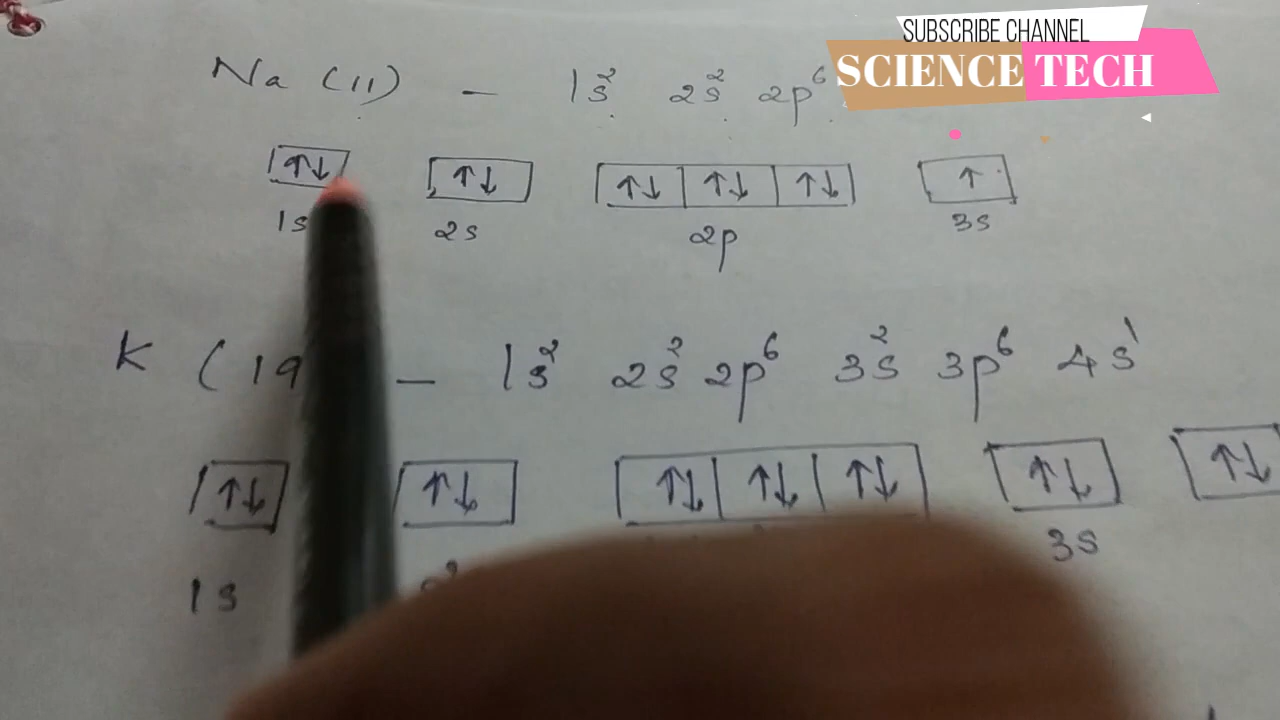 SUBSCRIBE CHANNEL
SCIENCE TECH
Na (11) - 1s² 2s² 2p⁶
↑↓ ↑↓ ↑↓ ↑↓ ↑↓ ↑
1s 2s 2p 3s
K (19 - 1s² 2s² 2p⁶ 3s² 3p⁶ 4s¹
↑↓ ↑↓ ↑↓ ↑↓ ↑↓ ↑↓ ↑↓
1s 3s